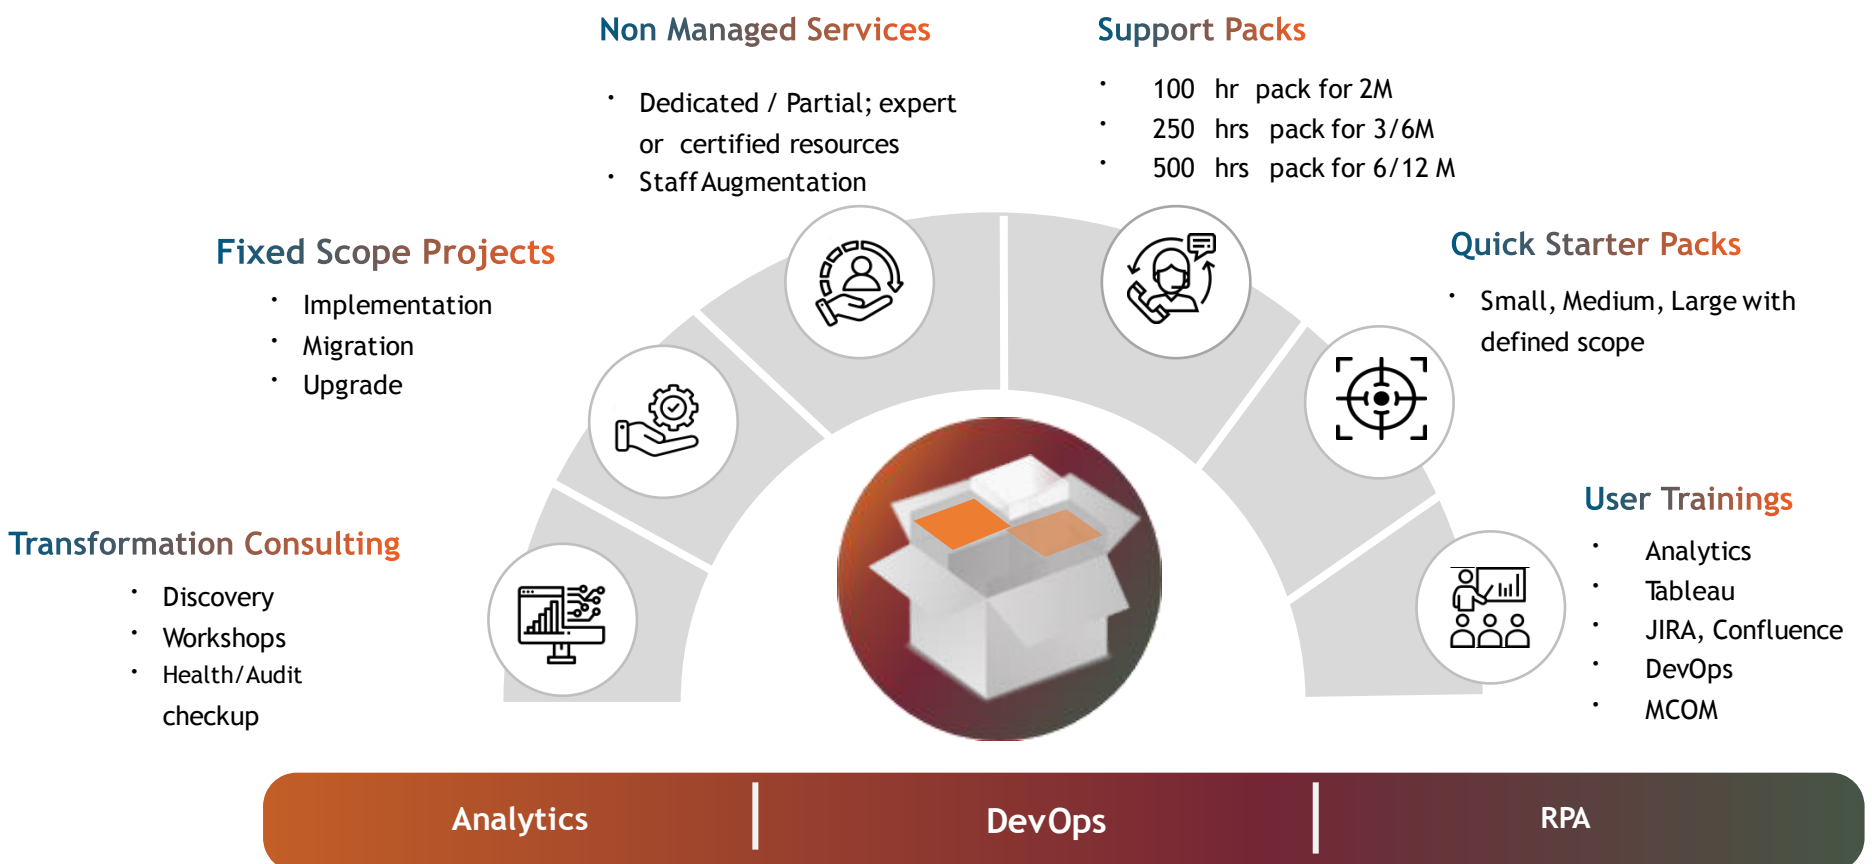 Non Managed Services
• Dedicated / Partial; expert
or certified resources
• Staff Augmentation
Support Packs
• 100 hr pack for 2M
• 250 hrs pack for 3/6M
• 500 hrs pack for 6/12 M
Fixed Scope Projects
• Implementation
• Migration
• Upgrade
Quick Starter Packs
• Small, Medium, Large with
defined scope
Transformation Consulting
• Discovery
• Workshops
• Health/Audit
checkup
User Trainings
• Analytics
• Tableau
• JIRA, Confluence
• DevOps
• MCOM
Analytics
DevOps
RPA